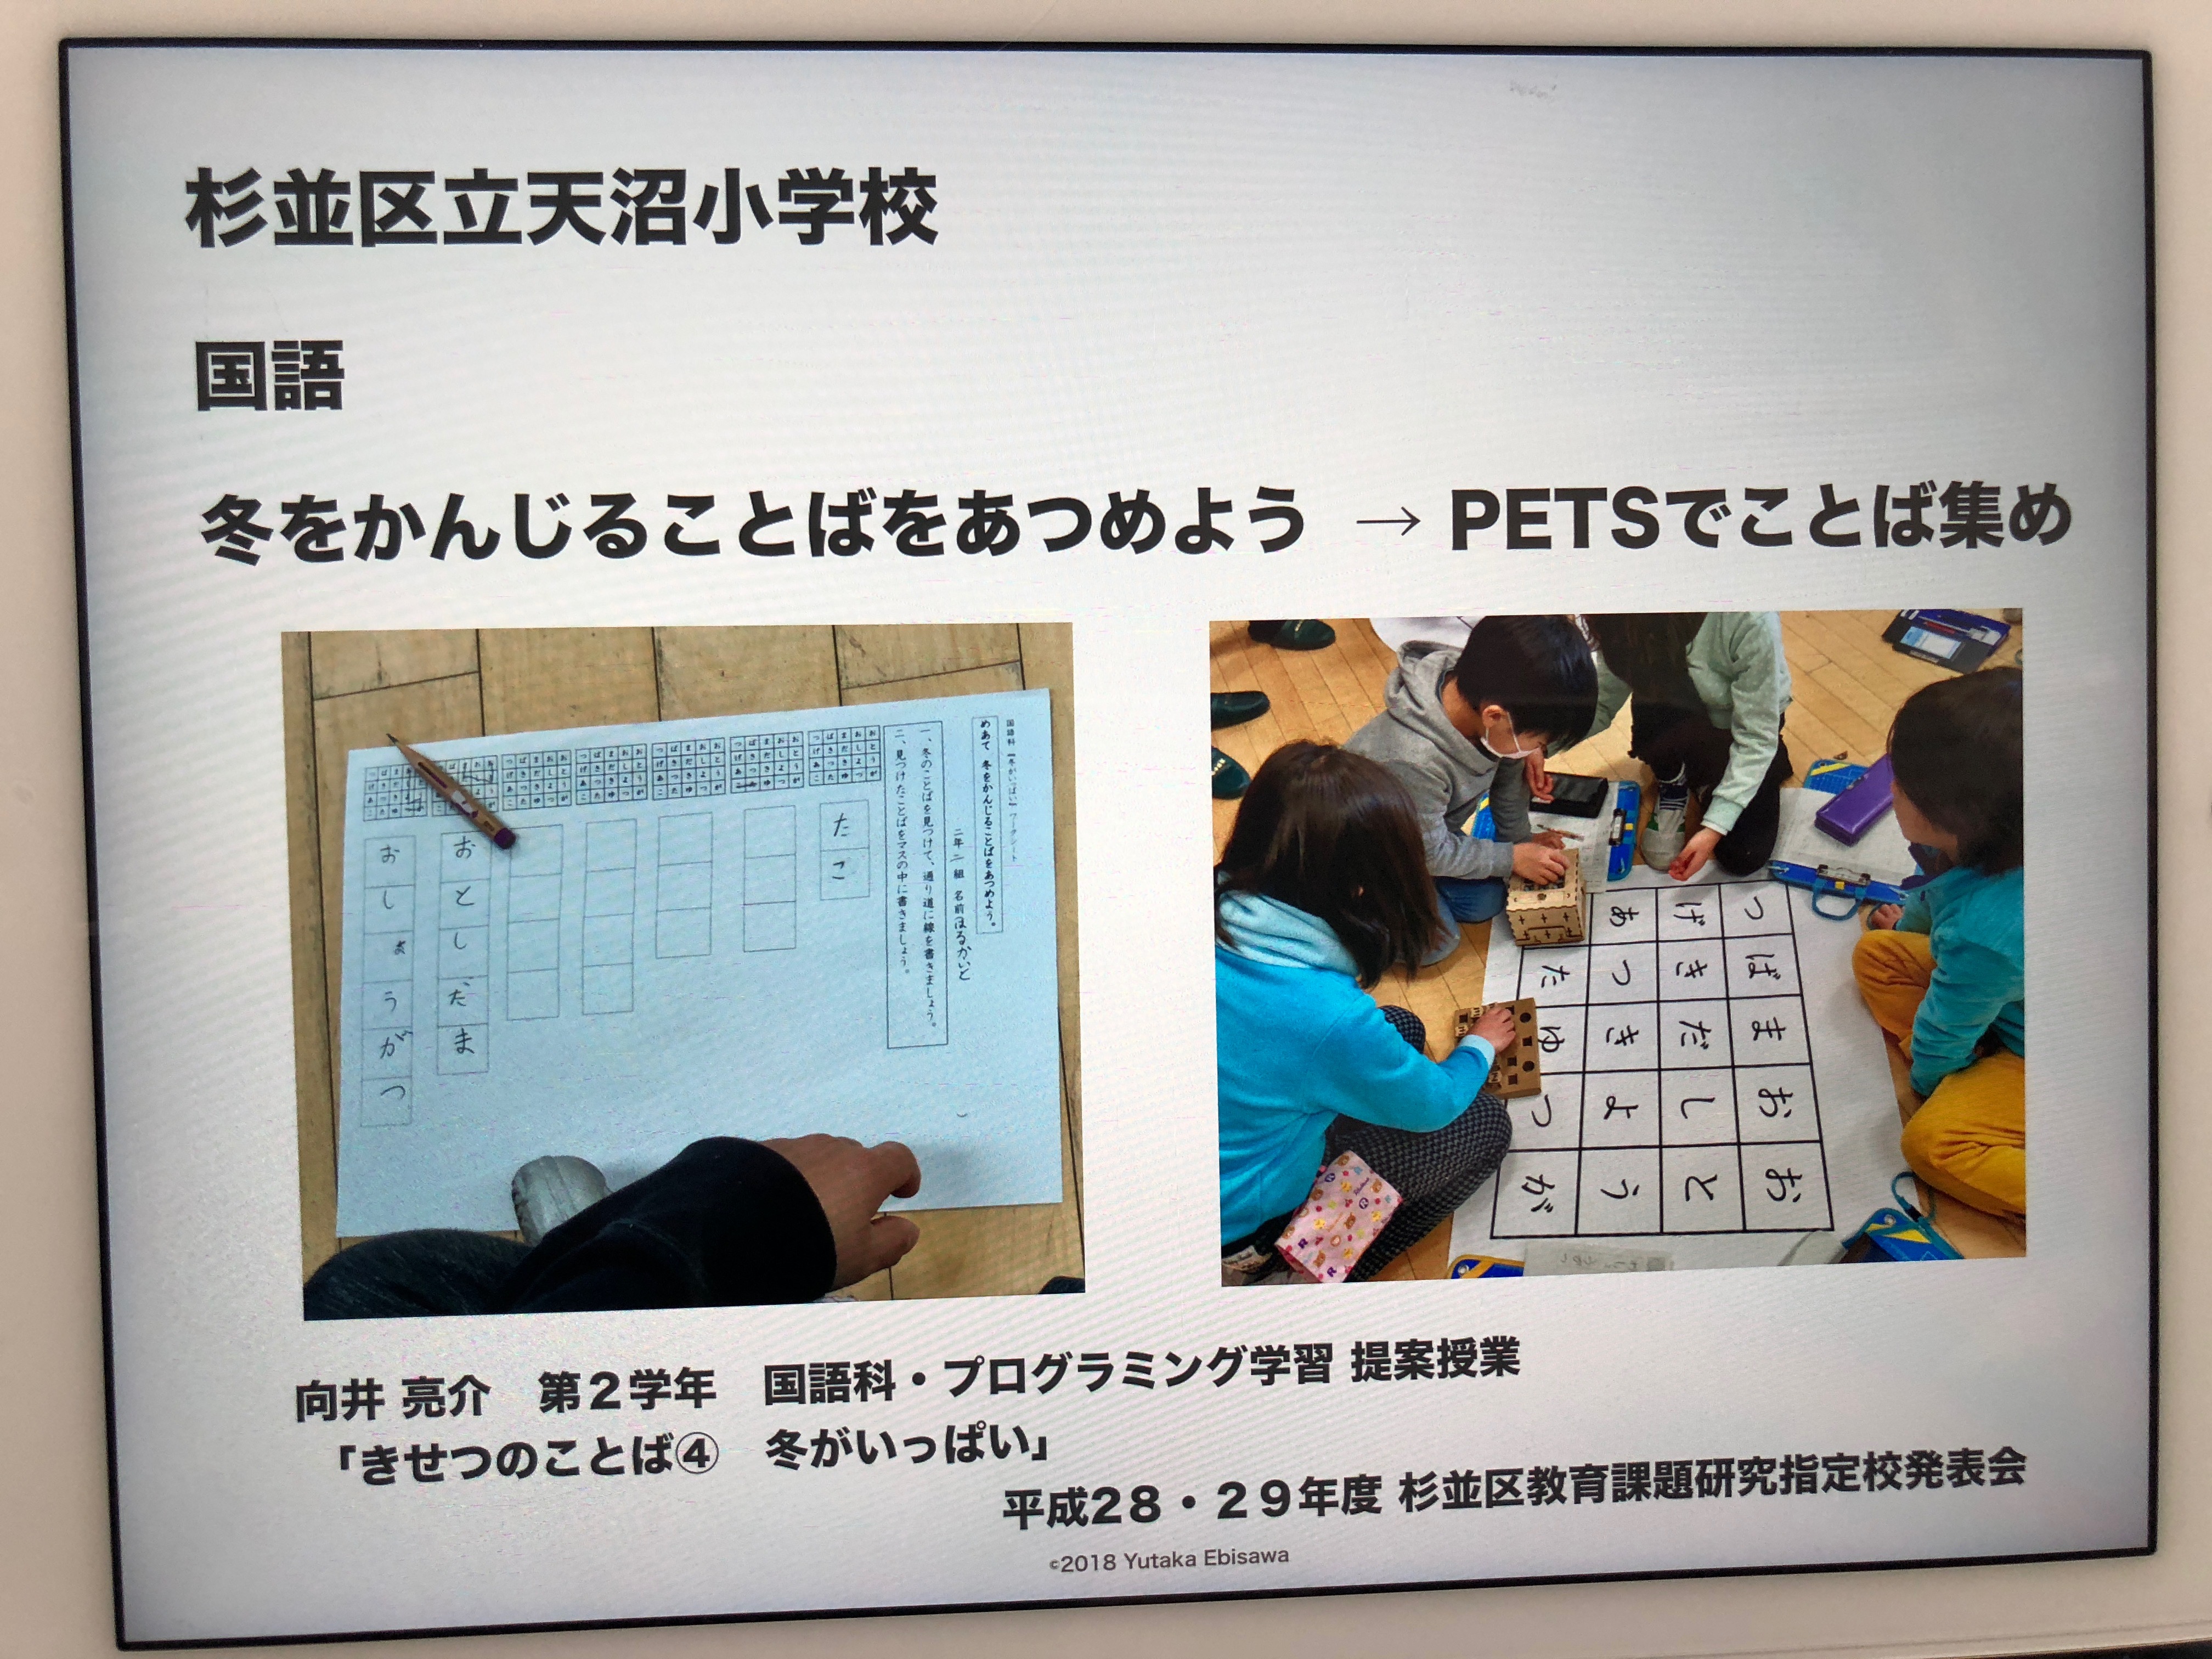 杉並区立天沼小学校
国語
冬をかんじることばをあつめよう → PETSでことば集め
国語科「冬がいっぱい」ワークシート
めあて 冬をかんじることばをあつめよう。
二年 二 組 名前 はるかいと
一、冬のことばを見つけて、通り道に線を書きましょう。
二、見つけたことばをマスの中に書きましょう。
たこ
おとしだま
おしょうがつ
つばまおお
げきだしと
あつきよう
たゆつが
向井 亮介 第２学年 国語科・プログラミング学習 提案授業
「きせつのことば④ 冬がいっぱい」
平成２８・２９年度 杉並区教育課題研究指定校発表会
©2018 Yutaka Ebisawa